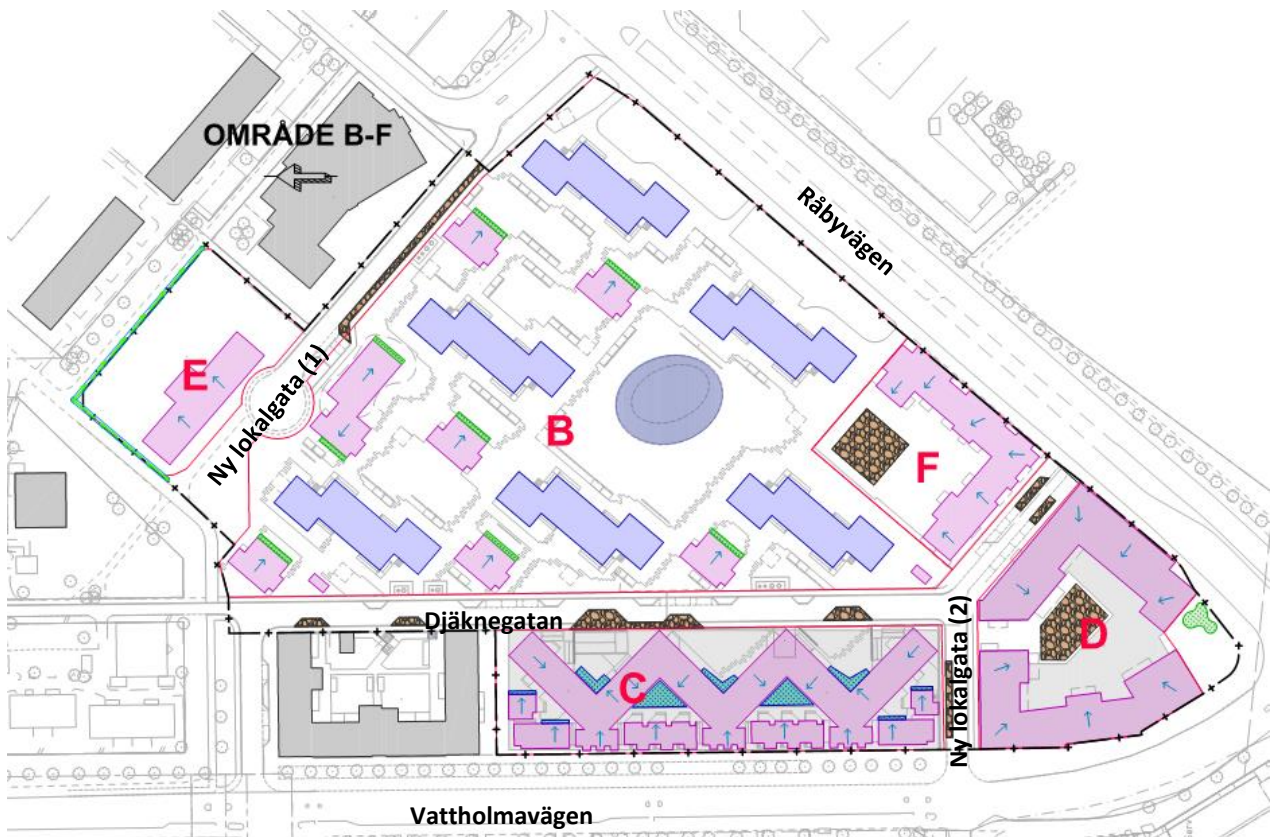 OMRÅDE B-F
Råbyvägen
E
Ny lokalgata (1)
B
F
Djäknegatan
Ny lokalgata (2)
D
C
Vattholmavägen